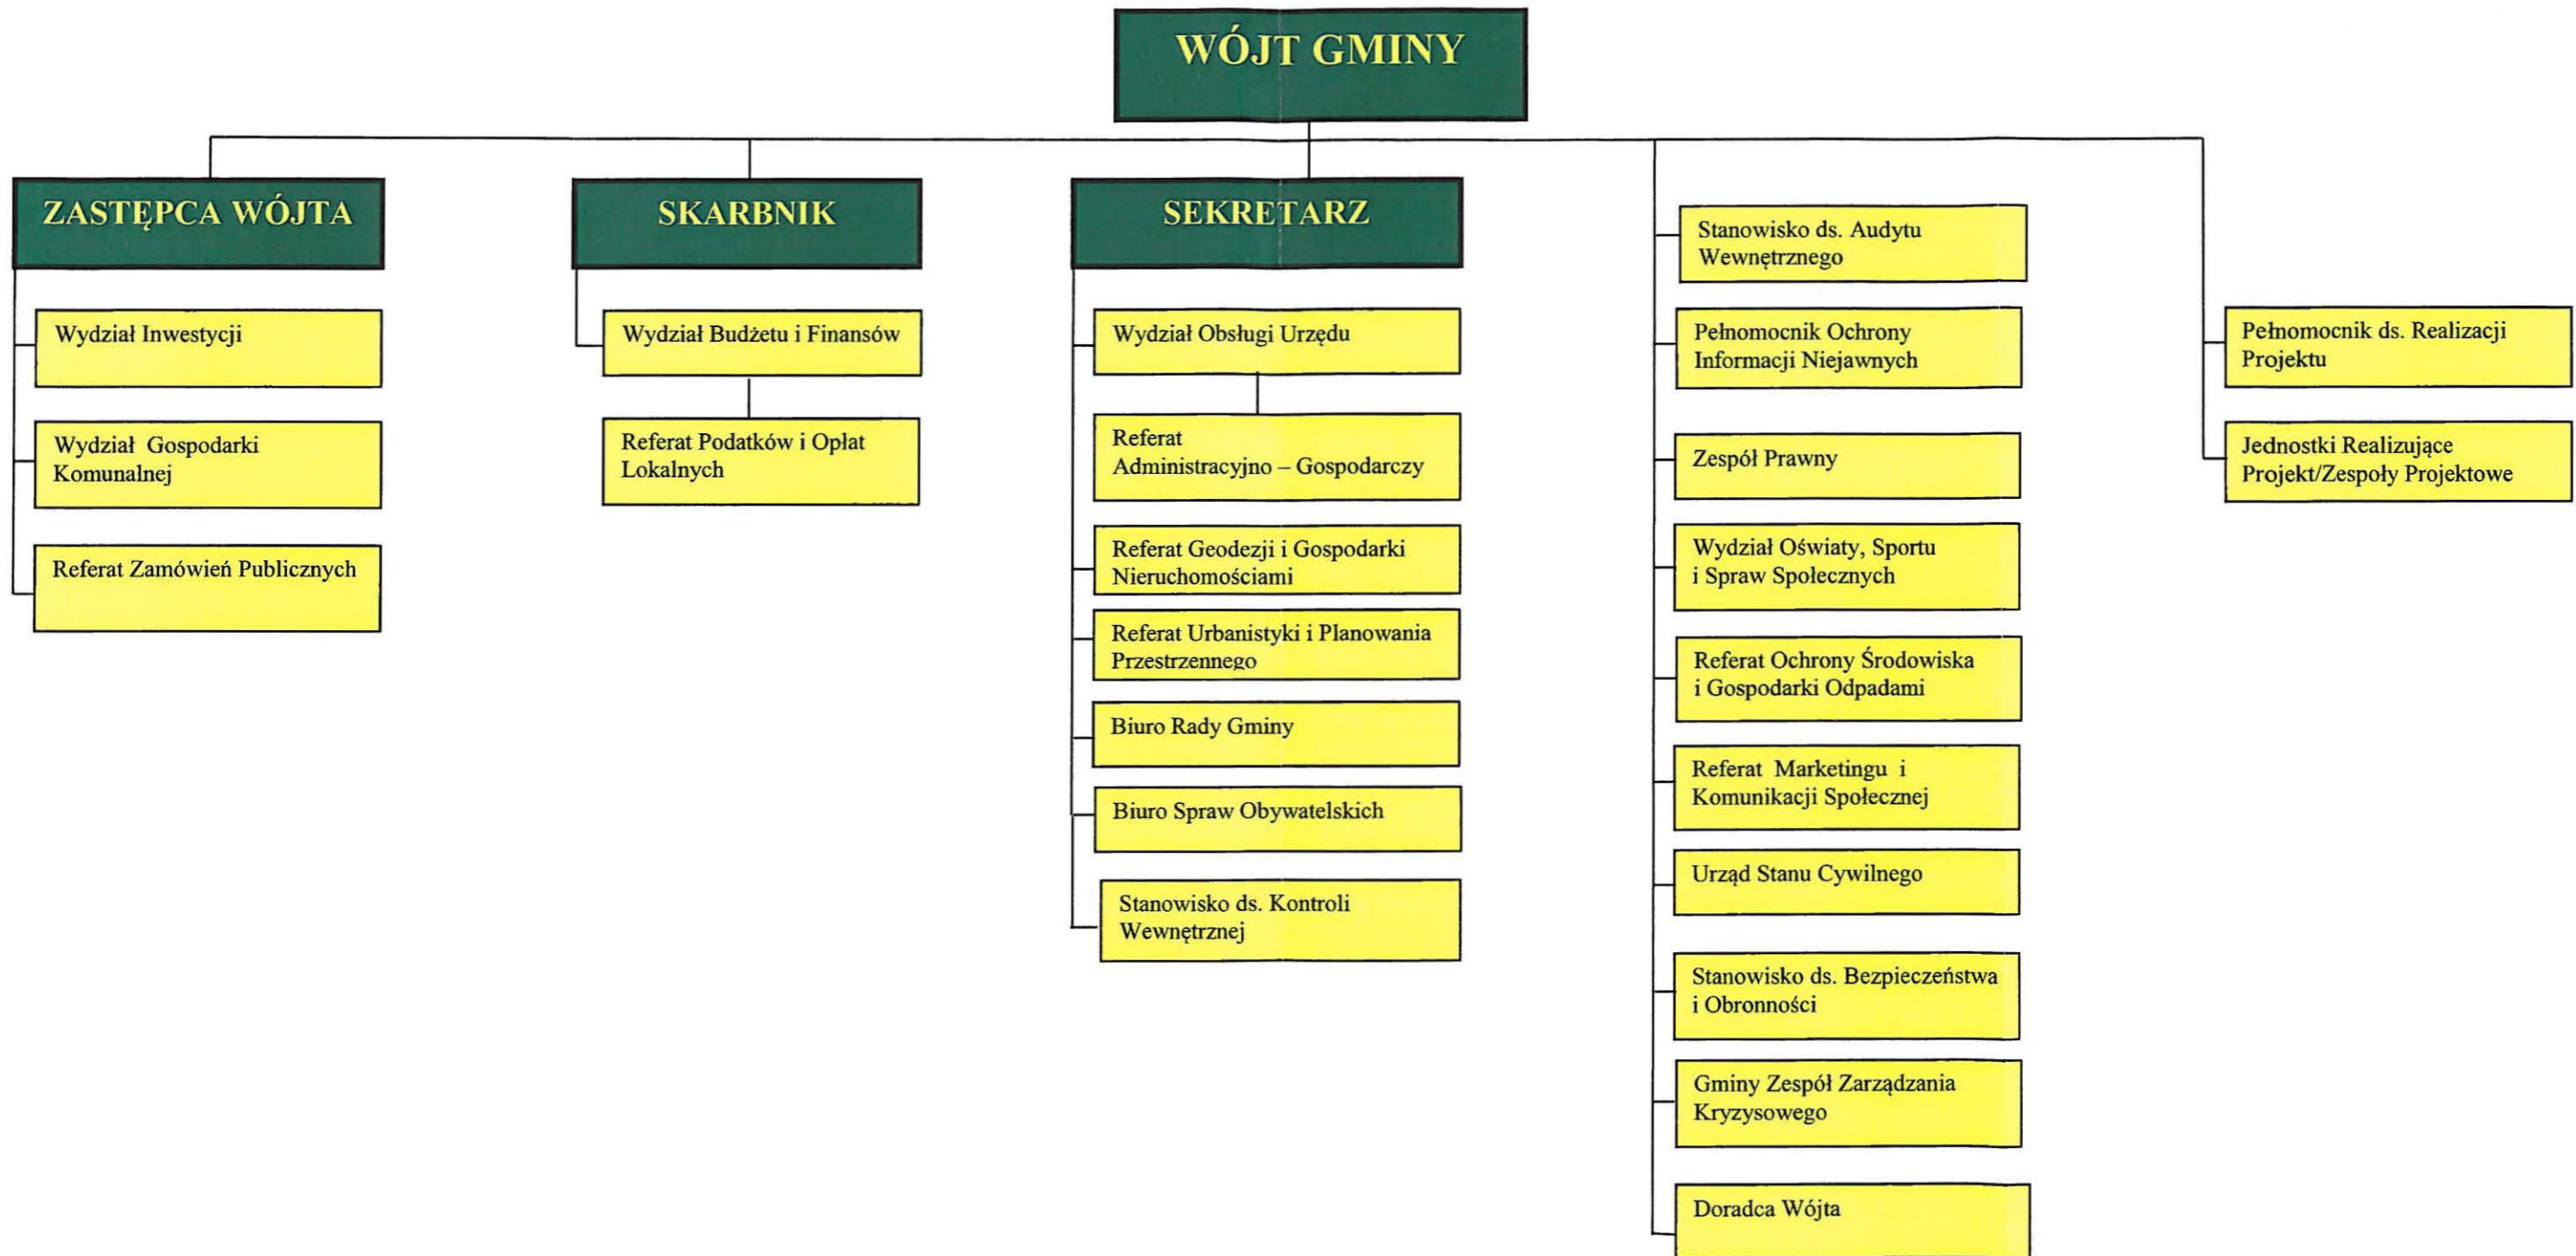 WÓJT GMINY
ZASTĘPCA WÓJTA
Wydział Inwestycji
Wydział Gospodarki
Komunalnej
Referat Zamówień Publicznych
SKARBNIK
Wydział Budżetu i Finansów
Referat Podatków i Opłat
Lokalnych
SEKRETARZ
Wydział Obsługi Urzędu
Referat
Administracyjno – Gospodarczy
Referat Geodezji i Gospodarki
Nieruchomościami
Referat Urbanistyki i Planowania
Przestrzennego
Biuro Rady Gminy
Biuro Spraw Obywatelskich
Stanowisko ds. Kontroli
Wewnętrznej
Stanowisko ds. Audytu
Wewnętrznego
Pełnomocnik Ochrony
Informacji Niejawnych
Zespół Prawny
Wydział Oświaty, Sportu
i Spraw Społecznych
Referat Ochrony Środowiska
i Gospodarki Odpadami
Referat Marketingu i
Komunikacji Społecznej
Urząd Stanu Cywilnego
Stanowisko ds. Bezpieczeństwa
i Obronności
Gminy Zespół Zarządzania
Kryzysowego
Doradca Wójta
Pełnomocnik ds. Realizacji
Projektu
Jednostki Realizujące
Projekt/Zespoły Projektowe